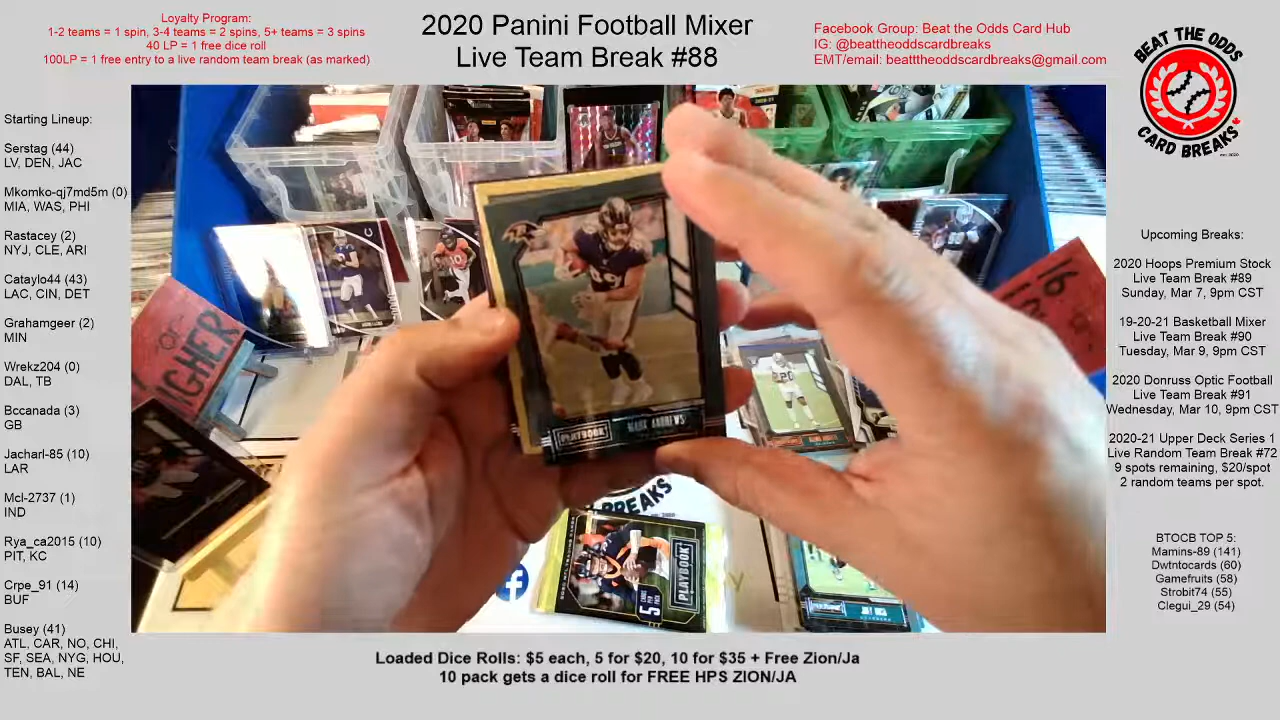 Loyalty Program:
1-2 teams = 1 spin, 3-4 teams = 2 spins, 5+ teams = 3 spins
40 LP = 1 free dice roll
100LP = 1 free entry to a live random team break (as marked)
2020 Panini Football Mixer
Live Team Break #88
Facebook Group: Beat the Odds Card Hub
IG: @beattheoddscardbreaks
EMT/email: beatttheoddscardbreaks@gmail.com
BEAT THE ODDS
CARD BREAKS
Starting Lineup:
Serstag (44)
LV, DEN, JAC
Mkomko-qj7md5m (0)
MIA, WAS, PHI
Rastacey (2)
NYJ, CLE, ARI
Cataylo44 (43)
LAC, CIN, DET
Grahamgeer (2)
MIN
Wrekz204 (0)
DAL, TB
Bccanada (3)
GB
Jacharl-85 (10)
LAR
Mcl-2737 (1)
IND
Rya_ca2015 (10)
PIT, KC
Crpe_91 (14)
BUF
Busey (41)
ATL, CAR, NO, CHI,
SF, SEA, NYG, HOU,
TEN, BAL, NE
OR
HIGHER
16
PLAYBOOK
MARK ANDREWS
BREAKS
PLAYBOOK
5
Upcoming Breaks:
2020 Hoops Premium Stock
Live Team Break #89
Sunday, Mar 7, 9pm CST
19-20-21 Basketball Mixer
Live Team Break #90
Tuesday, Mar 9, 9pm CST
2020 Donruss Optic Football
Live Team Break #91
Wednesday, Mar 10, 9pm CST
2020-21 Upper Deck Series 1
Live Random Team Break #72
9 spots remaining, $20/spot
2 random teams per spot.
BTOCB TOP 5:
Mamins-89 (141)
Dwtntocards (60)
Gamefruits (58)
Strobit74 (55)
Clegui_29 (54)
Loaded Dice Rolls: $5 each, 5 for $20, 10 for $35 + Free Zion/Ja
10 pack gets a dice roll for FREE HPS ZION/JA